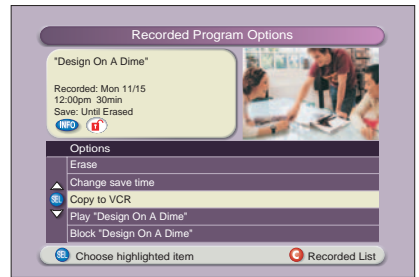 Recorded Program Options
"Design On A Dime"
Recorded: Mon 11/15
12:00pm 30min
Save: Until Erased
INFO
Options
Erase
Change save time
SEL Copy to VCR
Play "Design On A Dime"
Block "Design On A Dime"
SEL Choose highlighted item
C Recorded List